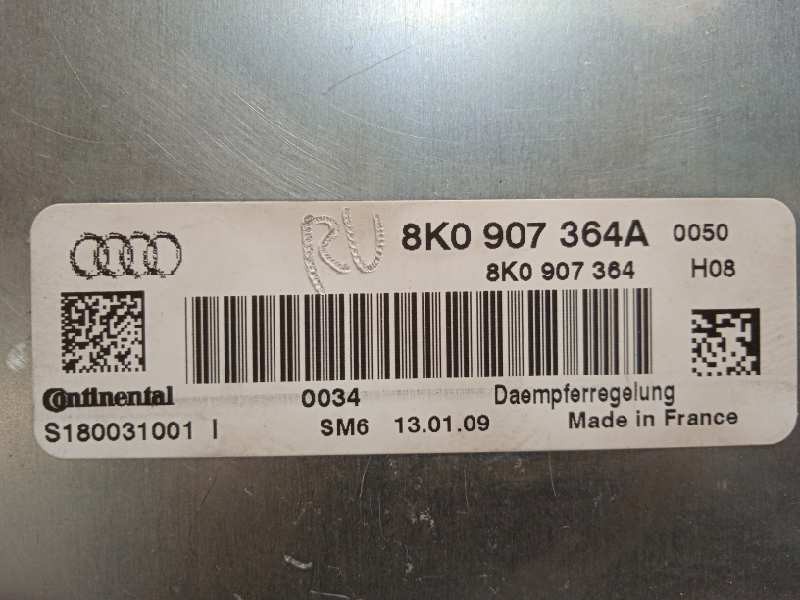 RU 8K0 907 364A 0050
8K0 907 364 H08
Continental 0034 Daempferregelung
S180031001 I SM6 13.01.09 Made in France